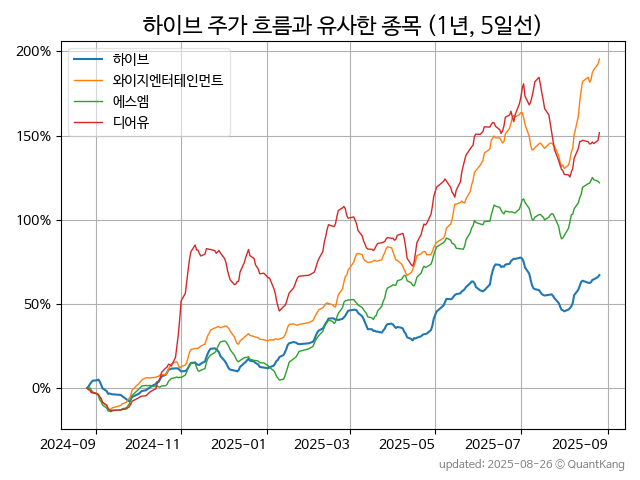 하이브 주가 흐름과 유사한 종목 (1년, 5일선)
하이브
와이지엔터테인먼트
에스엠
디어유
200%
150%
100%
50%
0%
2024-09 2024-11 2025-01 2025-03 2025-05 2025-07 2025-09
updated: 2025-08-26 © QuantKang